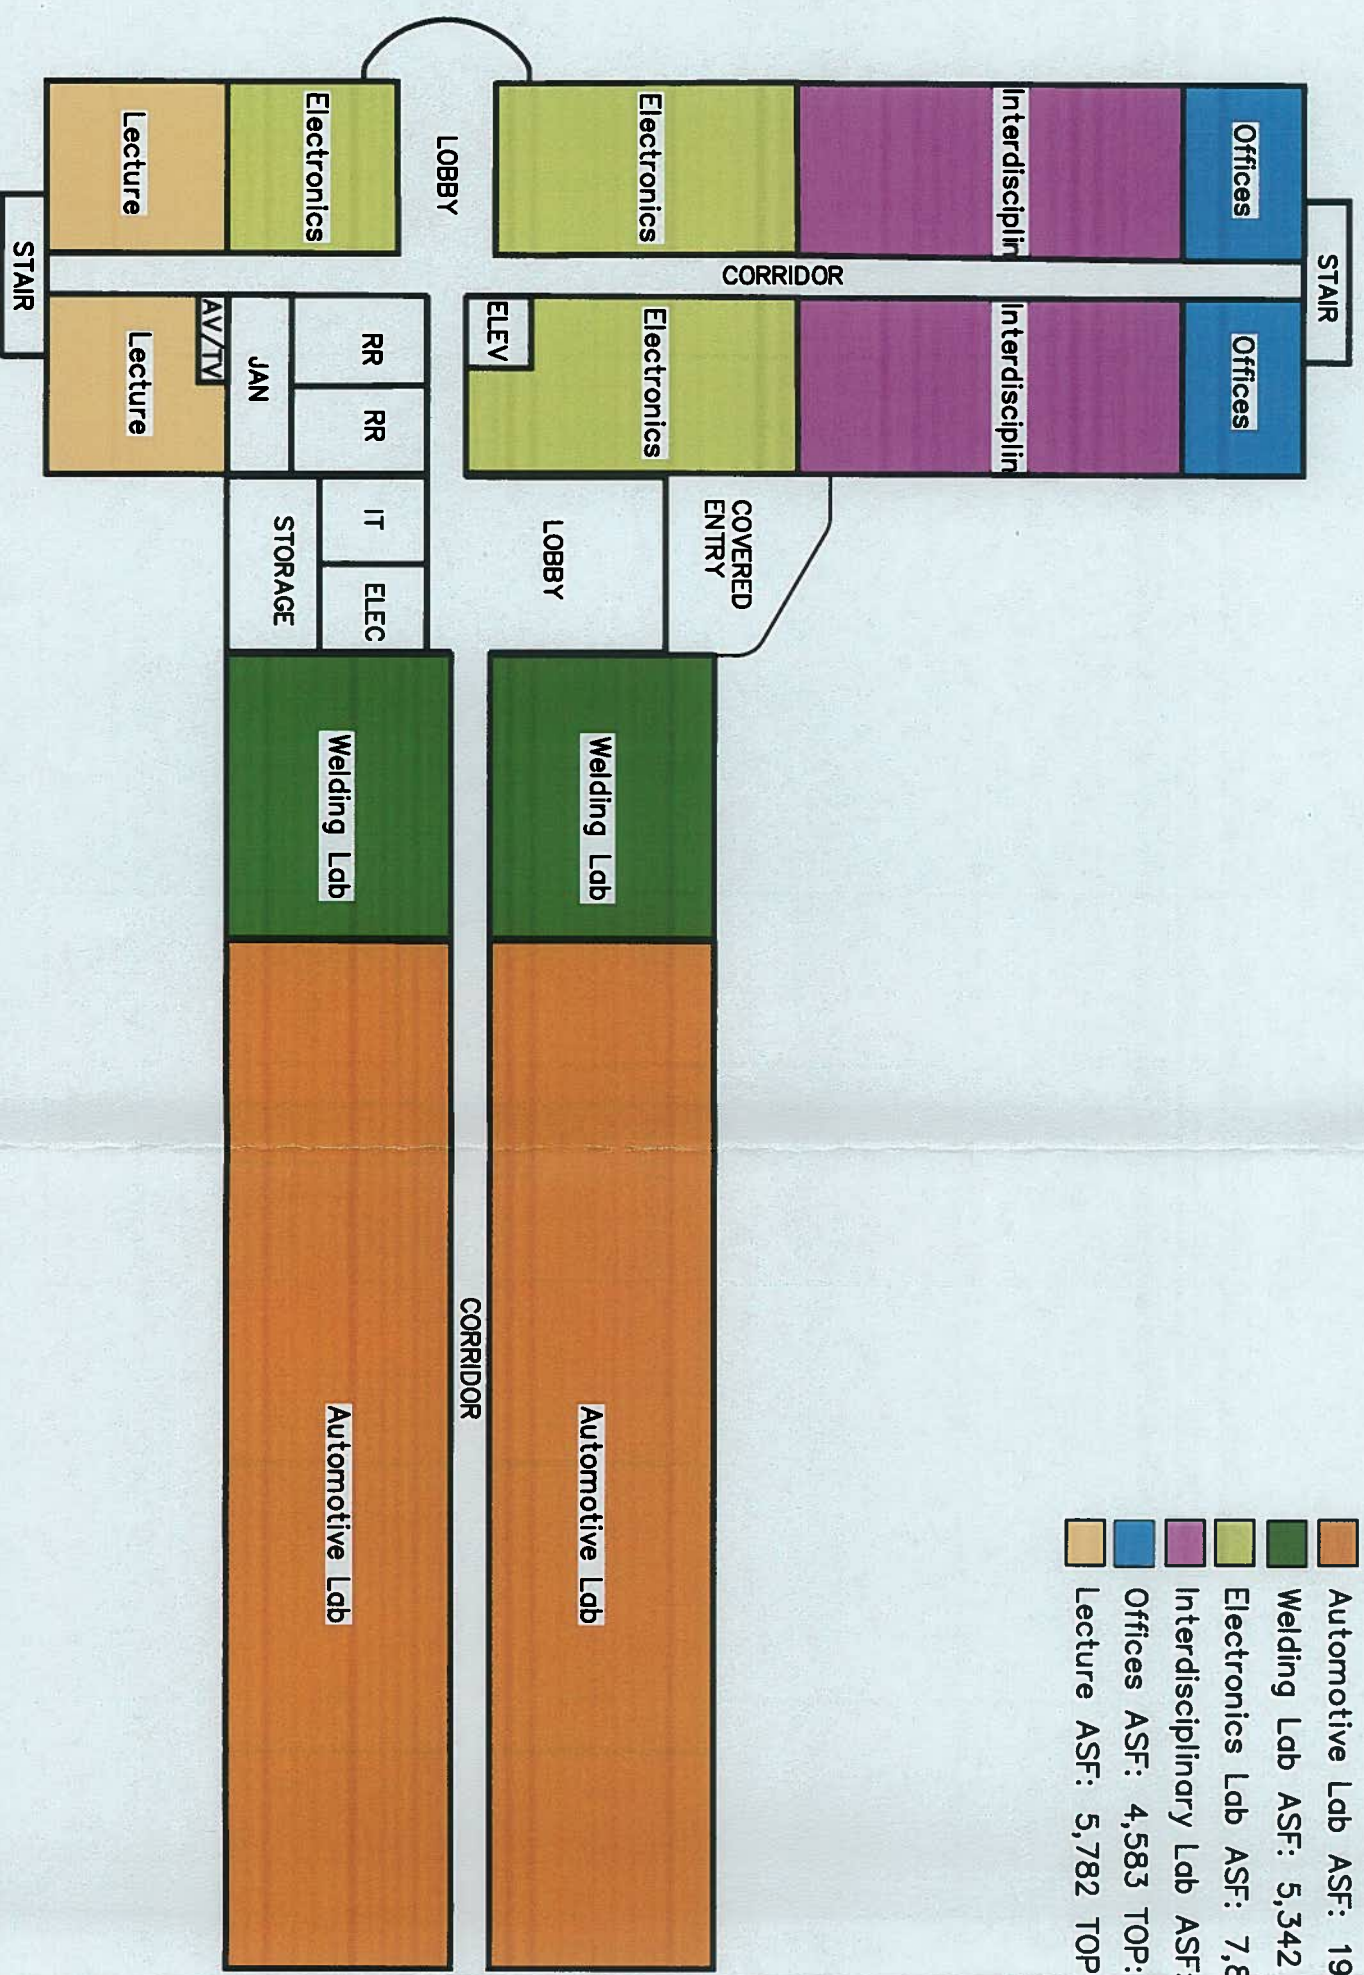 STAIR
Offices
Offices
Interdisciplin
Interdisciplin
CORRIDOR
Electronics
Electronics
ELEV
COVERED
ENTRY
LOBBY
LOBBY
Electronics
RR
RR
JAN
AV/TV
IT
ELEC
STORAGE
Lecture
Lecture
STAIR
Welding Lab
Welding Lab
CORRIDOR
Automotive Lab
Automotive Lab
Automotive Lab ASF: 19
Welding Lab ASF: 5,342
Electronics Lab ASF: 7,8
Interdisciplinary Lab ASF:
Offices ASF: 4,583 TOP:
Lecture ASF: 5,782 TOP